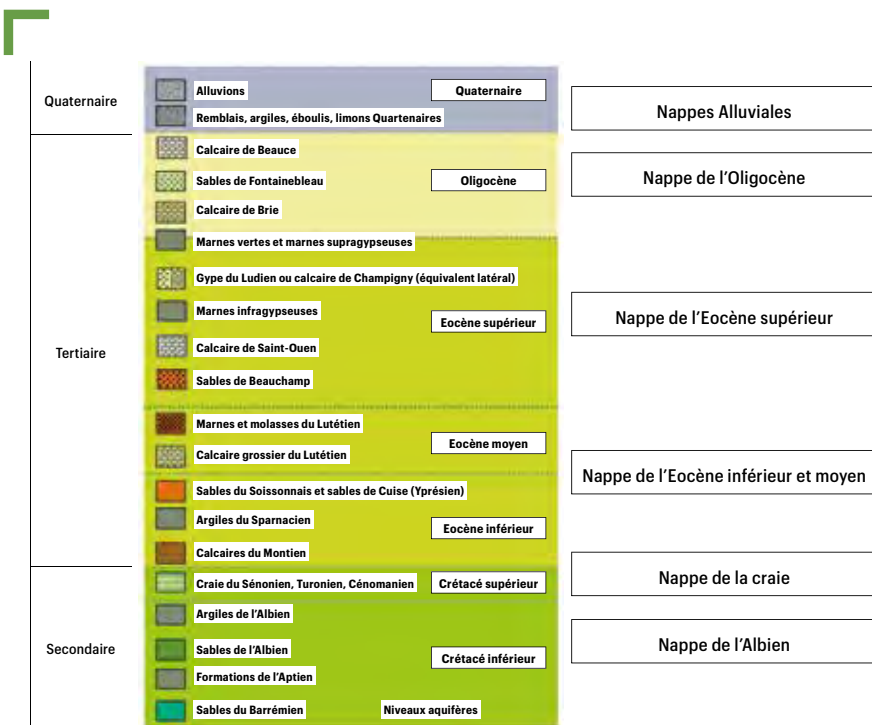 Quaternaire
Alluvions
Quaternaire
Remblais, argiles, éboulis, limons Quartenaires
Nappes Alluviales
Tertiaire
Calcaire de Beauce
Sables de Fontainebleau
Oligocène
Calcaire de Brie
Nappe de l'Oligocène
Marnes vertes et marnes supragypseuses
Gype du Ludien ou calcaire de Champigny (équivalent latéral)
Marnes infragypseuses
Eocène supérieur
Calcaire de Saint-Ouen
Sables de Beauchamp
Nappe de l'Eocène supérieur
Marnes et molasses du Lutétien
Eocène moyen
Calcaire grossier du Lutétien
Sables du Soissonnais et sables de Cuise (Yprésien)
Argiles du Sparnacien
Eocène inférieur
Calcaires du Montien
Nappe de l'Eocène inférieur et moyen
Secondaire
Craie du Sénonien, Turonien, Cénomanien
Crétacé supérieur
Nappe de la craie
Argiles de l'Albien
Sables de l'Albien
Crétacé inférieur
Formations de l'Aptien
Nappe de l'Albien
Sables du Barrémien
Niveaux aquifères